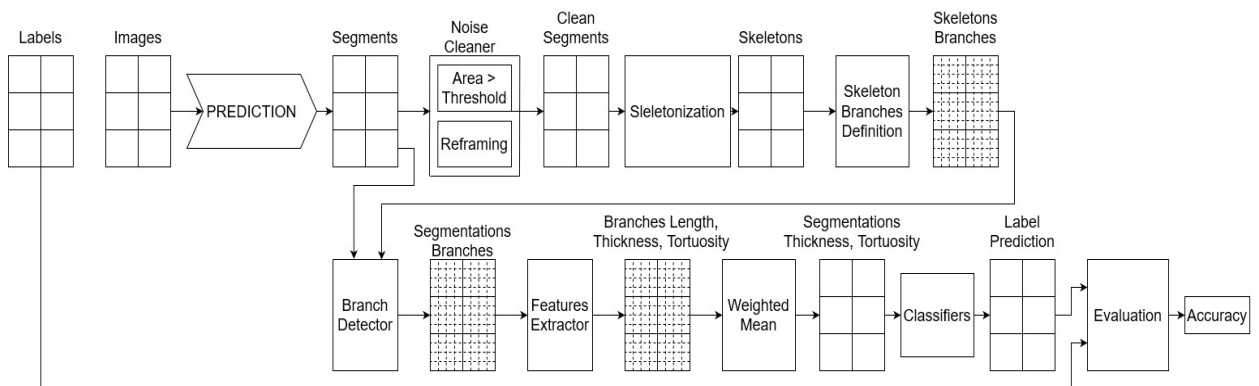 Labels
Images
Segments
Noise
Cleaner
Clean
Segments
Skeletons
Skeletons
Branches
PREDICTION
Area >
Threshold
Reframing
Sleletonization
Skeleton
Branches
Definition
Segmentations
Branches
Branches Length,
Thickness, Tortuosity
Segmentations
Thickness, Tortuosity
Label
Prediction
Branch
Detector
Features
Extractor
Weighted
Mean
Classifiers
Evaluation
Accuracy